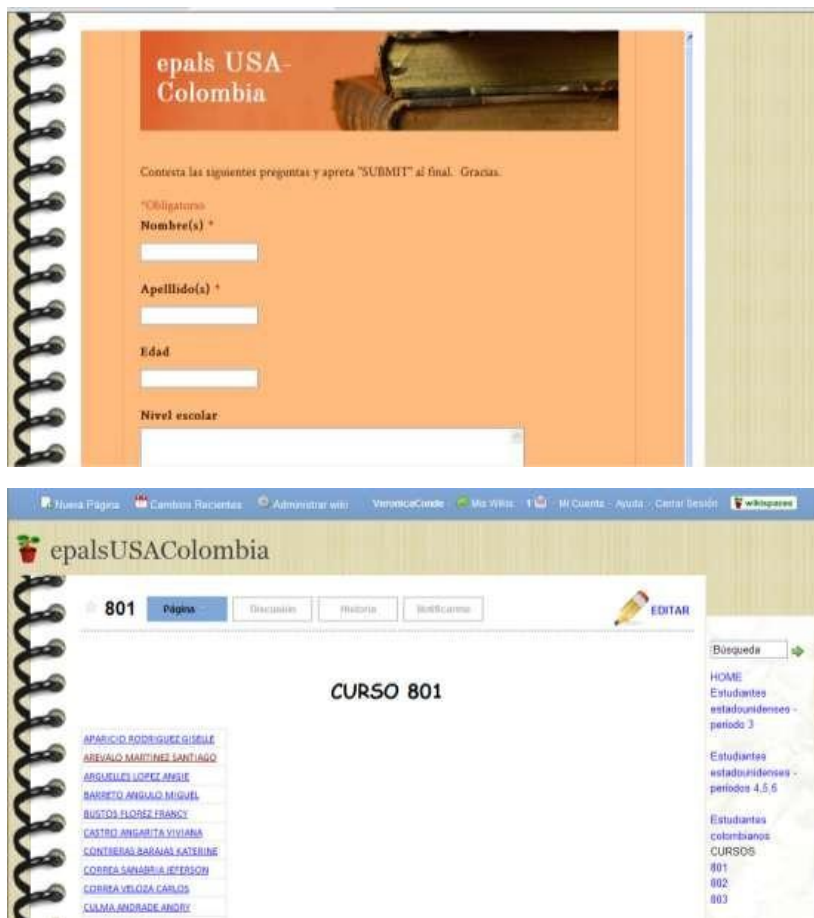 epals USA-
Colombia
Contesta las siguientes preguntas y apreta "SUBMIT" al final. Gracias.
*Obligatorio
Nombre(s) *
Apelllido(s) *
Edad
Nivel escolar
Nueva Página Cambios Recientes Administrar wiki VeronicaConde Mis Wikis 1 Mi Cuenta - Ayuda - Cerrar Sesión wikispaces
epalsUSAColombia
801 Página Discusión Historia Notificarme EDITAR
Búsqueda
CURSO 801
HOME
Estudiantes
estadounidenses -
periodo 3
Estudiantes
estadounidenses -
periodos 4,5,6
Estudiantes
colombianos
CURSOS
801
802
803
APARICIO RODRIGUEZ GISELLE
AREVALO MARTINEZ SANTIAGO
ARGUELLES LOPEZ ANGIE
BARRETO ANGULO MIGUEL
BUSTOS FLOREZ FRANCY
CASTRO ANGARITA VIVIANA
CONTRERAS BARAJAS KATERINE
CORREA SANABRIA JEFERSON
CORREA VELOZA CARLOS
CULMA ANDRADE ANDRY